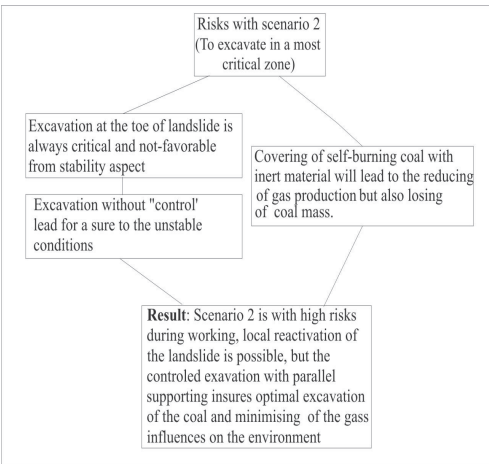 Risks with scenario 2
(To excavate in a most
critical zone)
Excavation at the toe of landslide is
always critical and not-favorable
from stability aspect
Covering of self-burning coal with
inert material will lead to the reducing
of gas production but also losing
of coal mass.
Excavation without "control'
lead for a sure to the unstable
conditions
Result: Scenario 2 is with high risks
during working, local reactivation of
the landslide is possible, but the
controled exavation with parallel
supporting insures optimal excavation
of the coal and minimising of the gass
influences on the environment